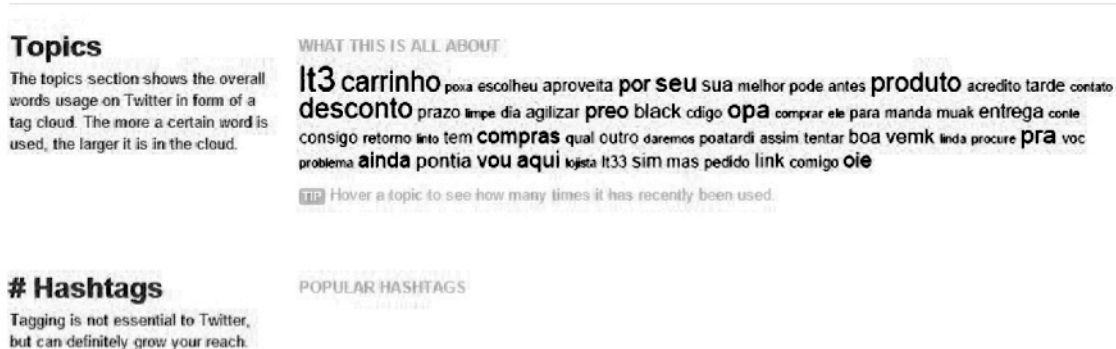 Topics
The topics section shows the overall
words usage on Twitter in form of a
tag cloud. The more a certain word is
used, the larger it is in the cloud.
WHAT THIS IS ALL ABOUT
lt3 carrinho poxa escolheu aproveita por seu sua melhor pode antes produto acredito tarde contato
desconto prazo limpe dia agilizar preo black cdigo opa comprar ele para manda muak entrega conte
consigo retorno linto tem compras qual outro daremos poatardi assim tentar boa vemk linda procure pra voc
problema ainda pontia vou aqui lojista lt33 sim mas pedido link comigo oie
TIP Hover a topic to see how many times it has recently been used.
# Hashtags
Tagging is not essential to Twitter,
but can definitely grow your reach.
POPULAR HASHTAGS